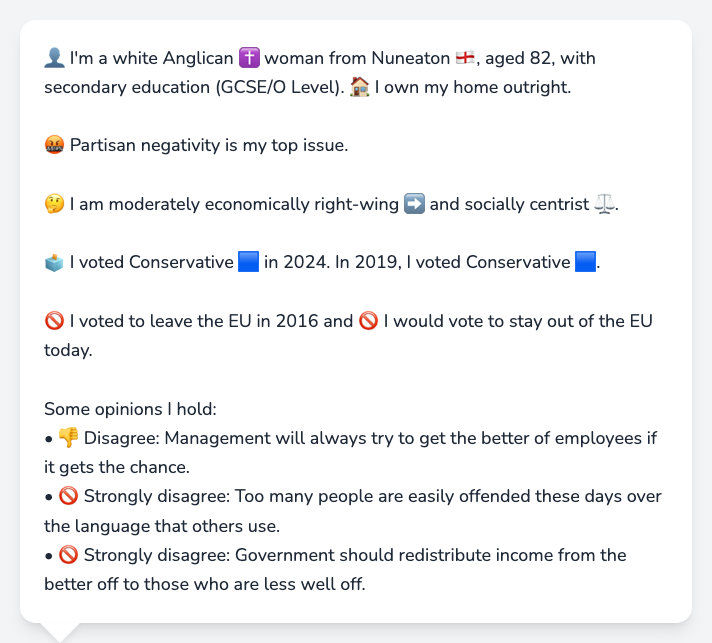 👤 I'm a white Anglican ✝️ woman from Nuneaton 🏴󠁧󠁢󠁥󠁮󠁧󠁿, aged 82, with
secondary education (GCSE/O Level). 🏠 I own my home outright.
🤬 Partisan negativity is my top issue.
🤔 I am moderately economically right-wing ➡️ and socially centrist ⚖️.
🗳️ I voted Conservative 🟦 in 2024. In 2019, I voted Conservative 🟦.
🚫 I voted to leave the EU in 2016 and 🚫 I would vote to stay out of the EU
today.
Some opinions I hold:
• 👎 Disagree: Management will always try to get the better of employees if
it gets the chance.
• 🚫 Strongly disagree: Too many people are easily offended these days over
the language that others use.
• 🚫 Strongly disagree: Government should redistribute income from the
better off to those who are less well off.